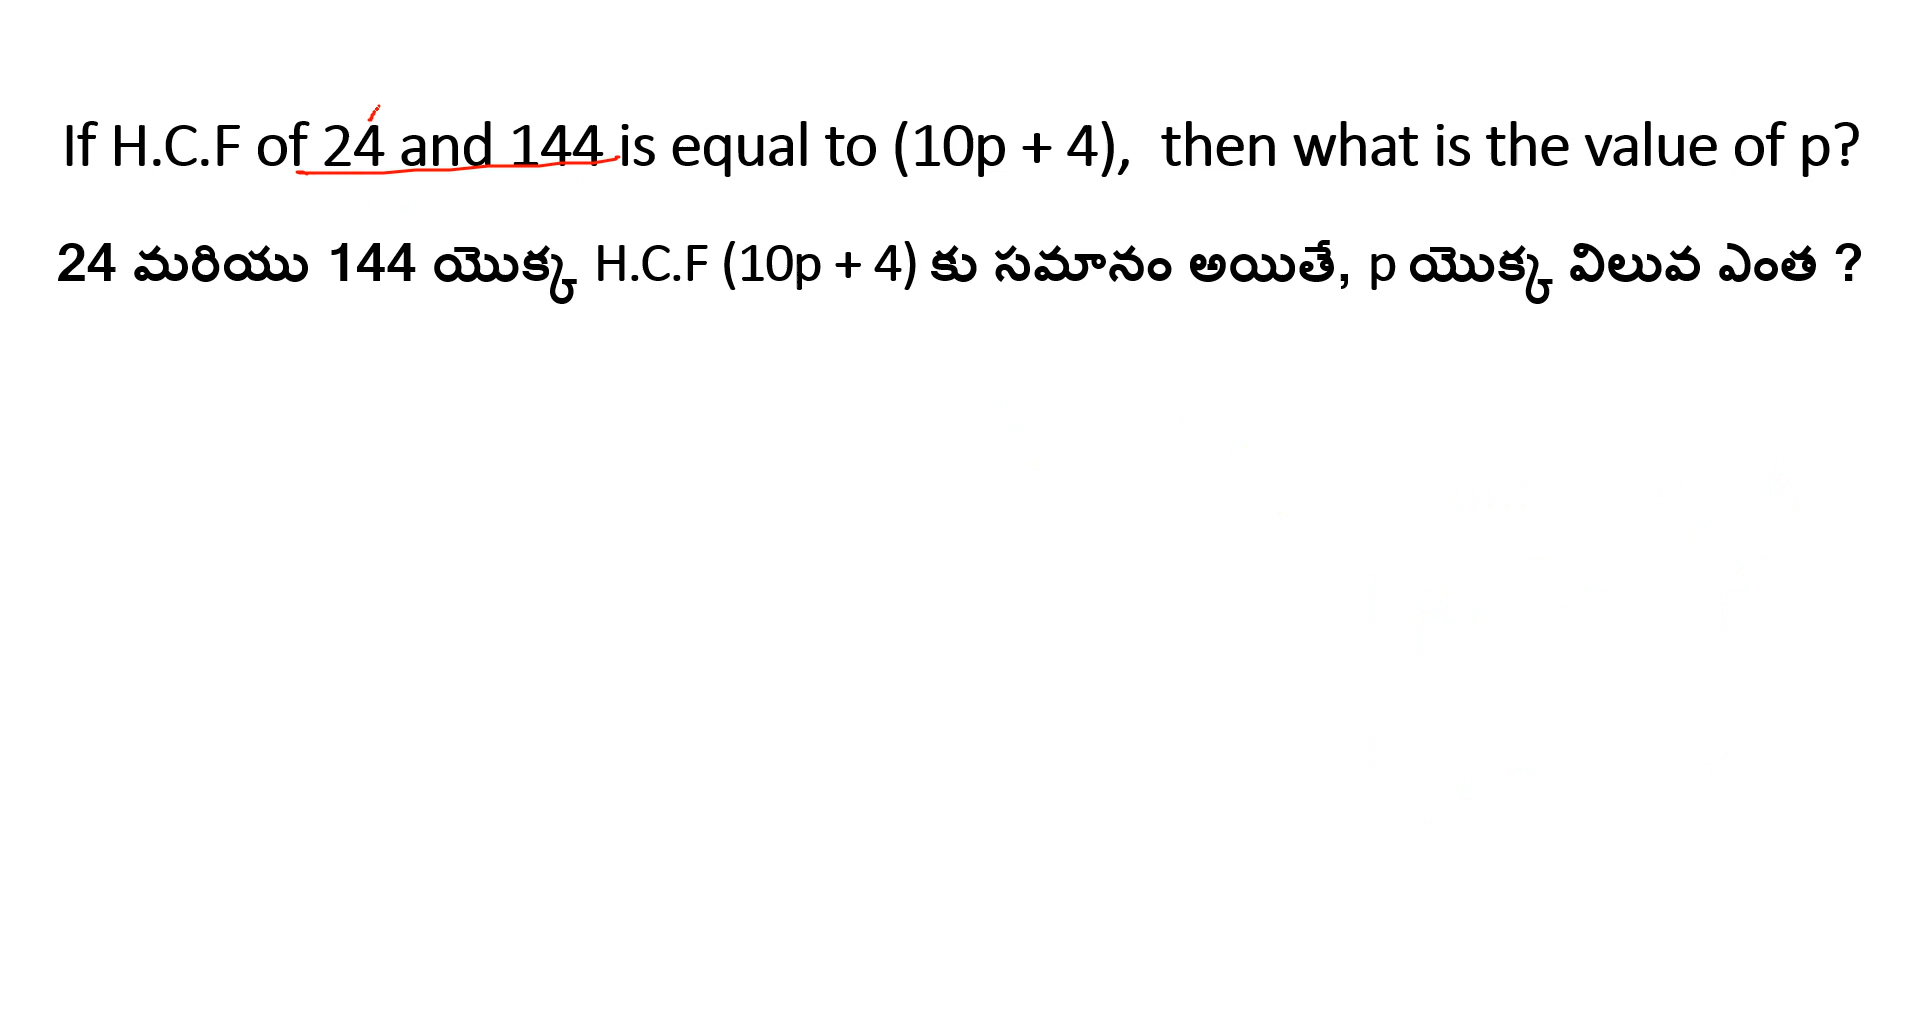 If H.C.F of 24 and 144 is equal to (10p + 4),  then what is the value of p?
24 మరియు 144 యొక్క H.C.F (10p + 4) కు సమానం అయితే, p యొక్క విలువ ఎంత ?